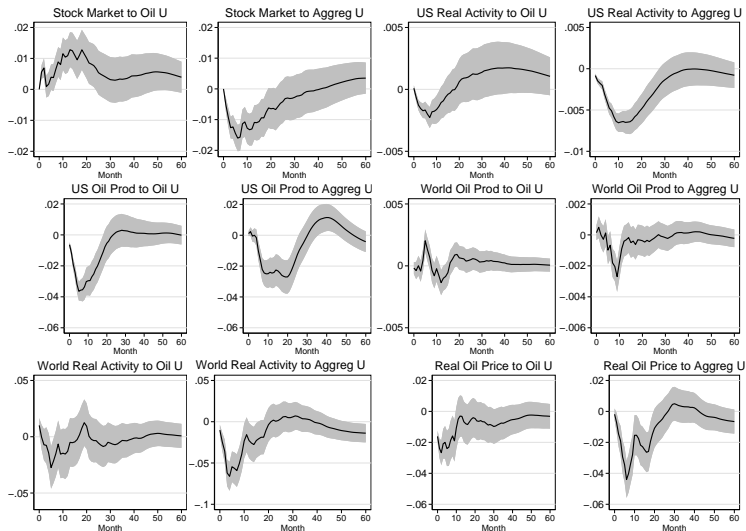 Stock Market to Oil U
.02
.01
0
−.01
−.02
0 10 20 30 40 50 60
Month
Stock Market to Aggreg U
.02
.01
0
−.01
−.02
0 10 20 30 40 50 60
Month
US Real Activity to Oil U
.005
0
−.005
0 10 20 30 40 50 60
Month
US Real Activity to Aggreg U
.005
0
−.005
−.01
0 10 20 30 40 50 60
Month
US Oil Prod to Oil U
.02
0
−.02
−.04
−.06
0 10 20 30 40 50 60
Month
US Oil Prod to Aggreg U
.02
0
−.02
−.04
−.06
0 10 20 30 40 50 60
Month
World Oil Prod to Oil U
.005
0
−.005
0 10 20 30 40 50 60
Month
World Oil Prod to Aggreg U
.002
0
−.002
−.004
−.006
0 10 20 30 40 50 60
Month
World Real Activity to Oil U
.05
0
−.05
0 10 20 30 40 50 60
Month
World Real Activity to Aggreg U
.05
0
−.05
−.1
0 10 20 30 40 50 60
Month
Real Oil Price to Oil U
.02
0
−.02
−.04
−.06
0 10 20 30 40 50 60
Month
Real Oil Price to Aggreg U
.02
0
−.02
−.04
−.06
0 10 20 30 40 50 60
Month